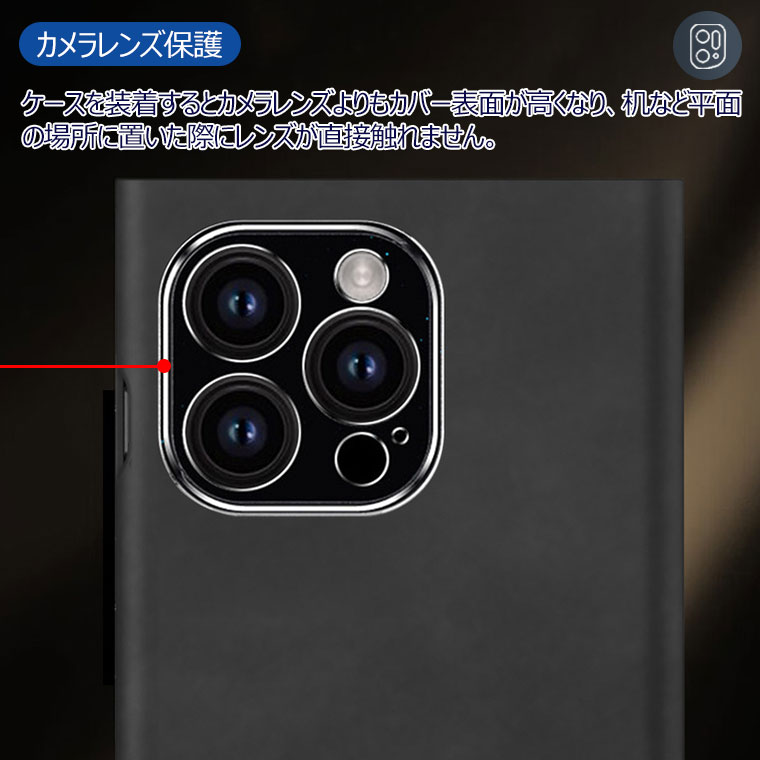 カメラレンズ保護
ケースを装着するとカメラレンズよりもカバー表面が高くなり、机など平面
の場所に置いた際にレンズが直接触れません。